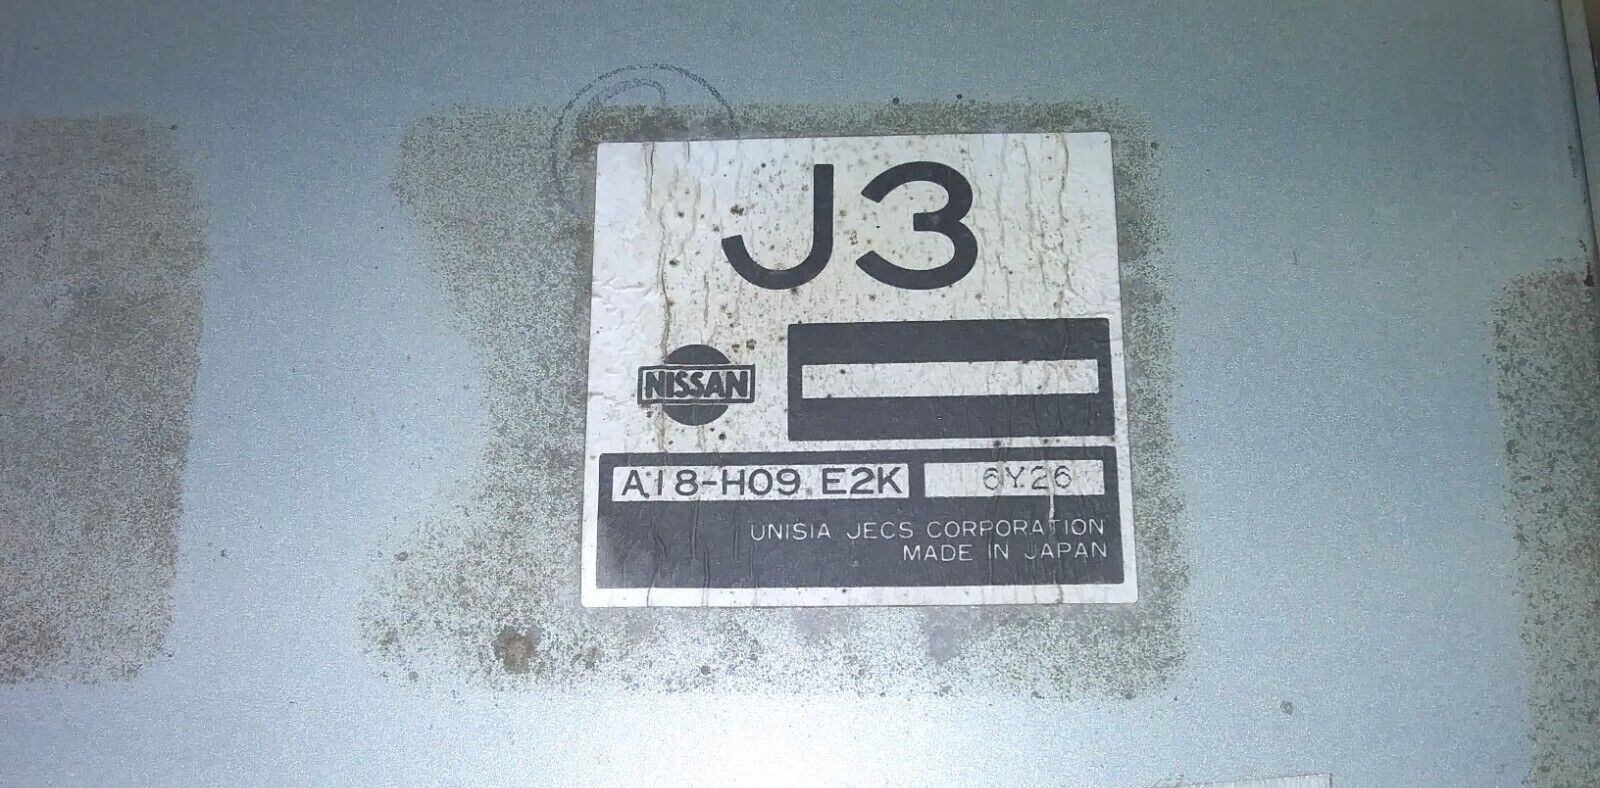 J3
NISSAN
A18-H09 E2K 6Y26
UNISIA JECS CORPORATION
MADE IN JAPAN